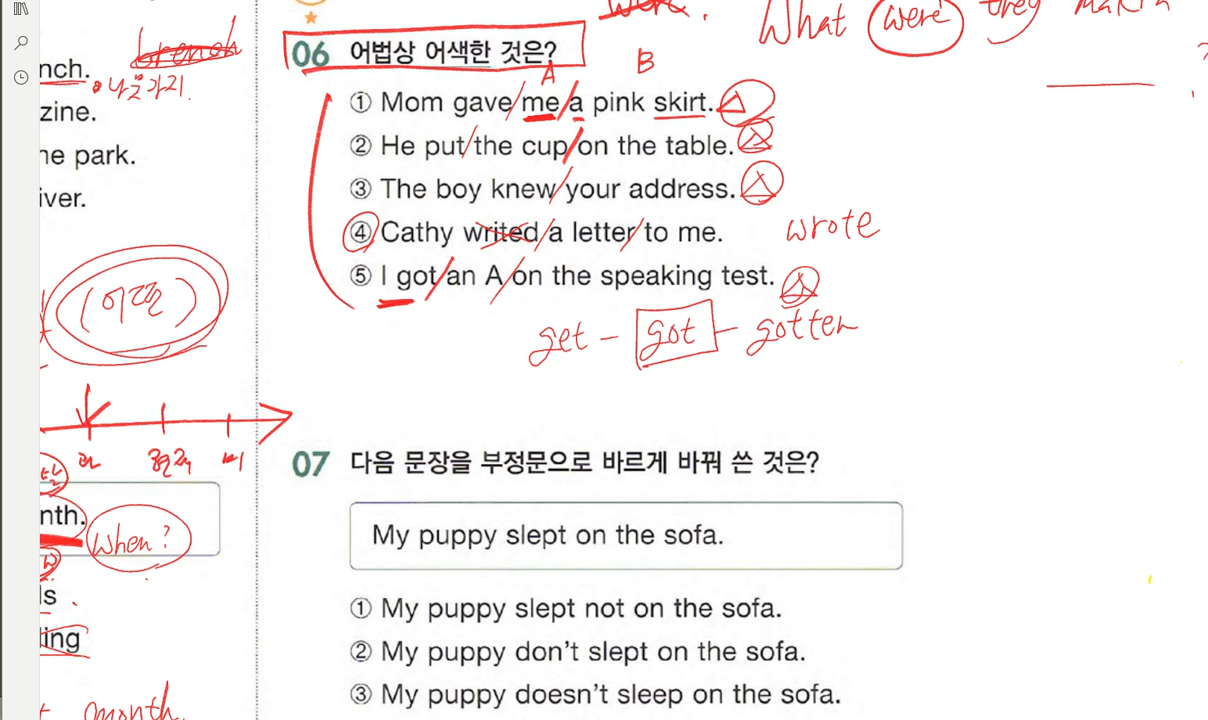 What were they makin
?
brench
nch.
zine.
ne park.
iver.
(어떨)
When?
nth.
ls
ing
month.
06 어법상 어색한 것은?
A
B
① Mom gave/me/a pink skirt.
② He put/the cup/on the table.
③ The boy knew/your address.
④ Cathy writed/a letter/to me.
wrote
⑤ I got/an A/on the speaking test.
get - got - gotten
07 다음 문장을 부정문으로 바르게 바꿔 쓴 것은?
My puppy slept on the sofa.
① My puppy slept not on the sofa.
② My puppy don't slept on the sofa.
③ My puppy doesn't sleep on the sofa.